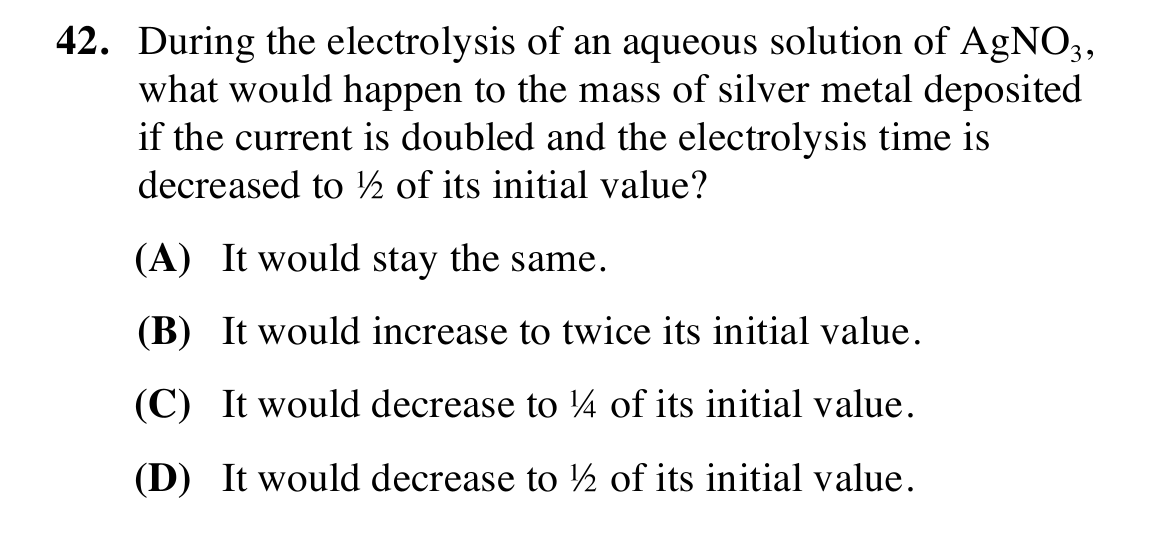 42. During the electrolysis of an aqueous solution of AgNO₃,
what would happen to the mass of silver metal deposited
if the current is doubled and the electrolysis time is
decreased to ½ of its initial value?
(A) It would stay the same.
(B) It would increase to twice its initial value.
(C) It would decrease to ¼ of its initial value.
(D) It would decrease to ½ of its initial value.